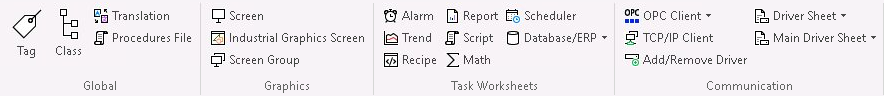 Tag
Class
Translation
Procedures File
Global
Screen
Industrial Graphics Screen
Screen Group
Graphics
Alarm
Report
Scheduler
Trend
Script
Database/ERP
Recipe
Math
Task Worksheets
OPC
OPC Client
Driver Sheet
TCP/IP Client
Main Driver Sheet
Add/Remove Driver
Communication